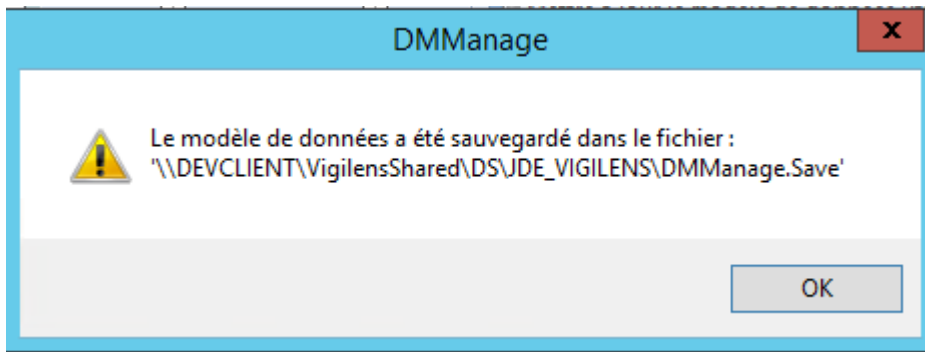 DMManage
x
Le modèle de données a été sauvegardé dans le fichier :
'\\DEVCLIENT\VigilensShared\DS\JDE_VIGILENS\DMManage.Save'
OK